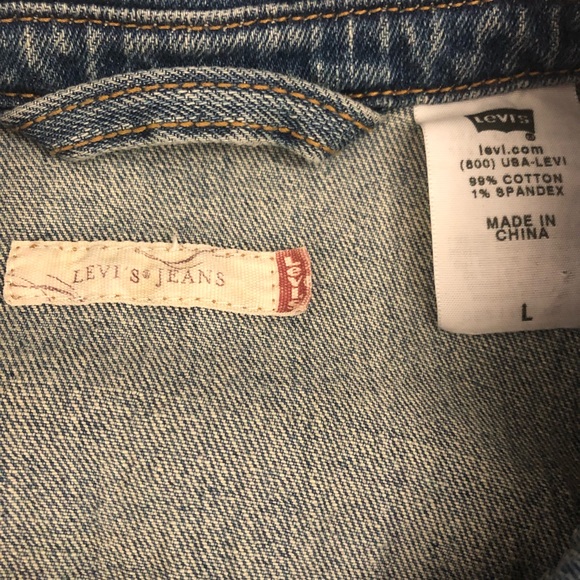 LEVI'S® JEANS
Levi's
Levi's
®
levi.com
(800) USA-LEVI
99% COTTON
1% SPANDEX
MADE IN
CHINA
L